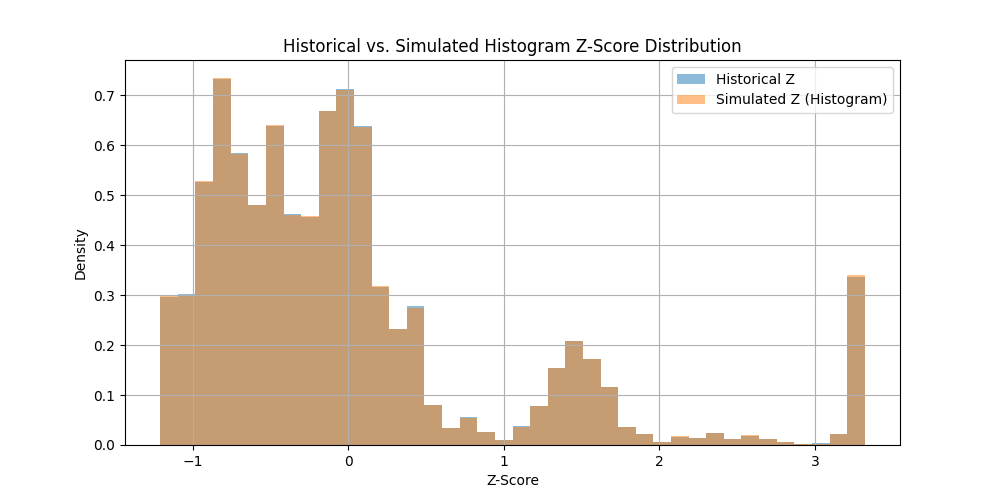 Historical vs. Simulated Histogram Z-Score Distribution
Historical Z
Simulated Z (Histogram)
Density
0.7
0.6
0.5
0.4
0.3
0.2
0.1
0.0
−1
0
1
2
3
Z-Score